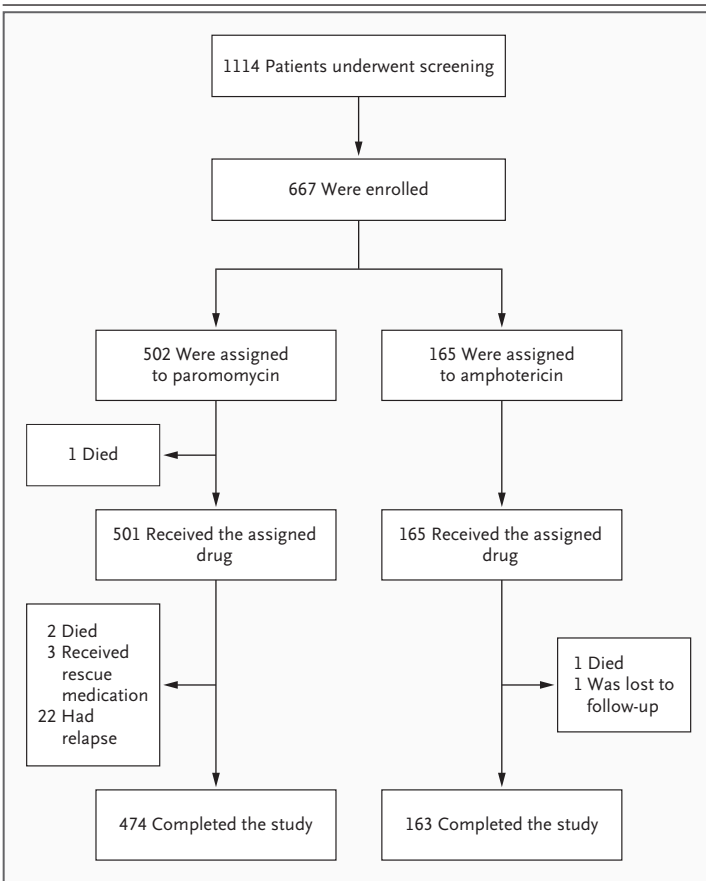 1114 Patients underwent screening
667 Were enrolled
502 Were assigned
to paromomycin
165 Were assigned
to amphotericin
1 Died
501 Received the assigned
drug
165 Received the assigned
drug
2 Died
3 Received
rescue
medication
22 Had
relapse
1 Died
1 Was lost to
follow-up
474 Completed the study
163 Completed the study